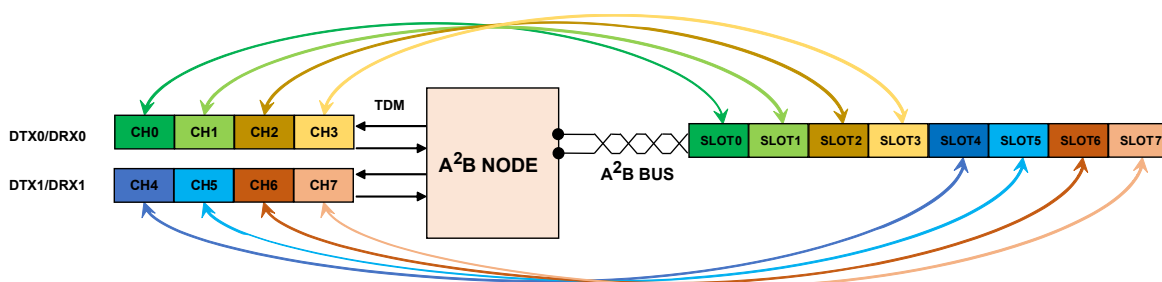 TDM
DTX0/DRX0 CH0 CH1 CH2 CH3 SLOT0 SLOT1 SLOT2 SLOT3 SLOT4 SLOT5 SLOT6 SLOT7
A²B NODE
A²B BUS
DTX1/DRX1 CH4 CH5 CH6 CH7